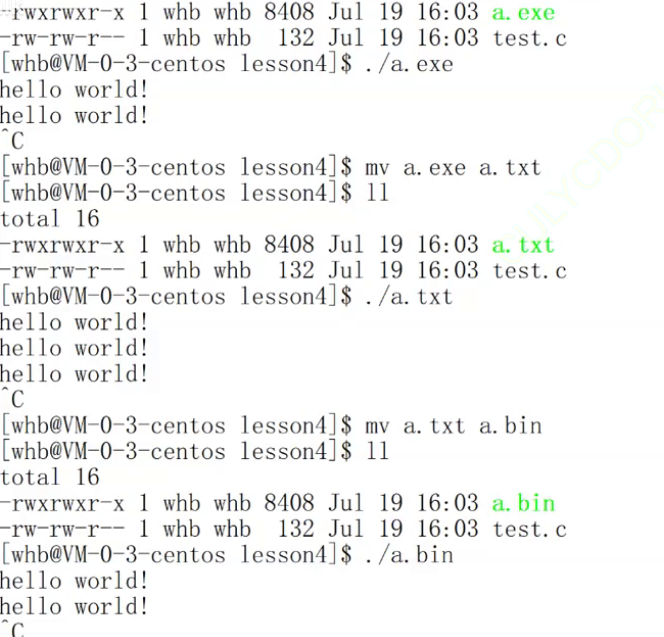 -rwxrwxr-x 1 whb whb 8408 Jul 19 16:03 a.exe
-rw-rw-r-- 1 whb whb  132 Jul 19 16:03 test.c
[whb@VM-0-3-centos lesson4]$ ./a.exe
hello world!
hello world!
^C
[whb@VM-0-3-centos lesson4]$ mv a.exe a.txt
[whb@VM-0-3-centos lesson4]$ ll
total 16
-rwxrwxr-x 1 whb whb 8408 Jul 19 16:03 a.txt
-rw-rw-r-- 1 whb whb  132 Jul 19 16:03 test.c
[whb@VM-0-3-centos lesson4]$ ./a.txt
hello world!
hello world!
hello world!
^C
[whb@VM-0-3-centos lesson4]$ mv a.txt a.bin
[whb@VM-0-3-centos lesson4]$ ll
total 16
-rwxrwxr-x 1 whb whb 8408 Jul 19 16:03 a.bin
-rw-rw-r-- 1 whb whb  132 Jul 19 16:03 test.c
[whb@VM-0-3-centos lesson4]$ ./a.bin
hello world!
hello world!
^C